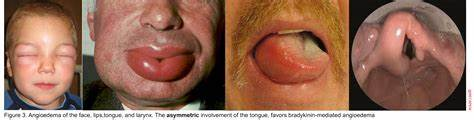 Figure 3. Angioedema of the face, lips,tongue, and larynx. The asymmetric involvement of the tongue, favors bradykinin-mediated angioedema